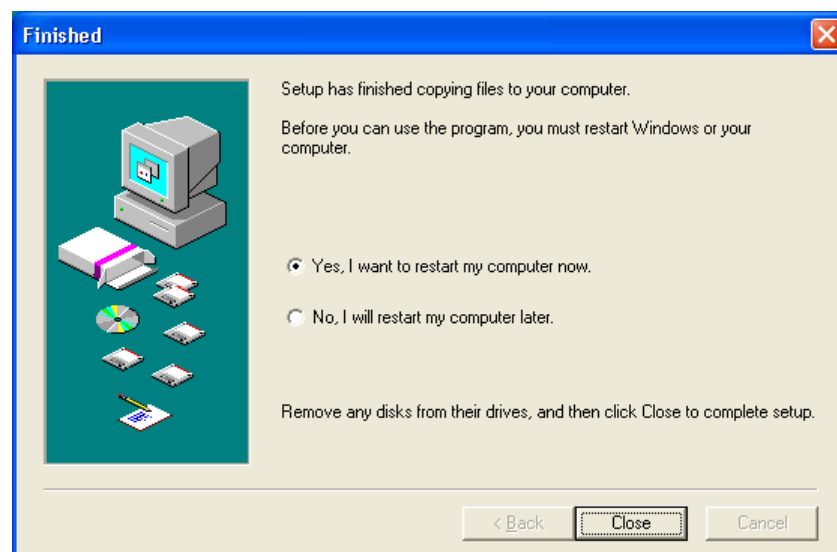 Finished
Setup has finished copying files to your computer.
Before you can use the program, you must restart Windows or your
computer.
Yes, I want to restart my computer now.
No, I will restart my computer later.
Remove any disks from their drives, and then click Close to complete setup.
< Back Close Cancel